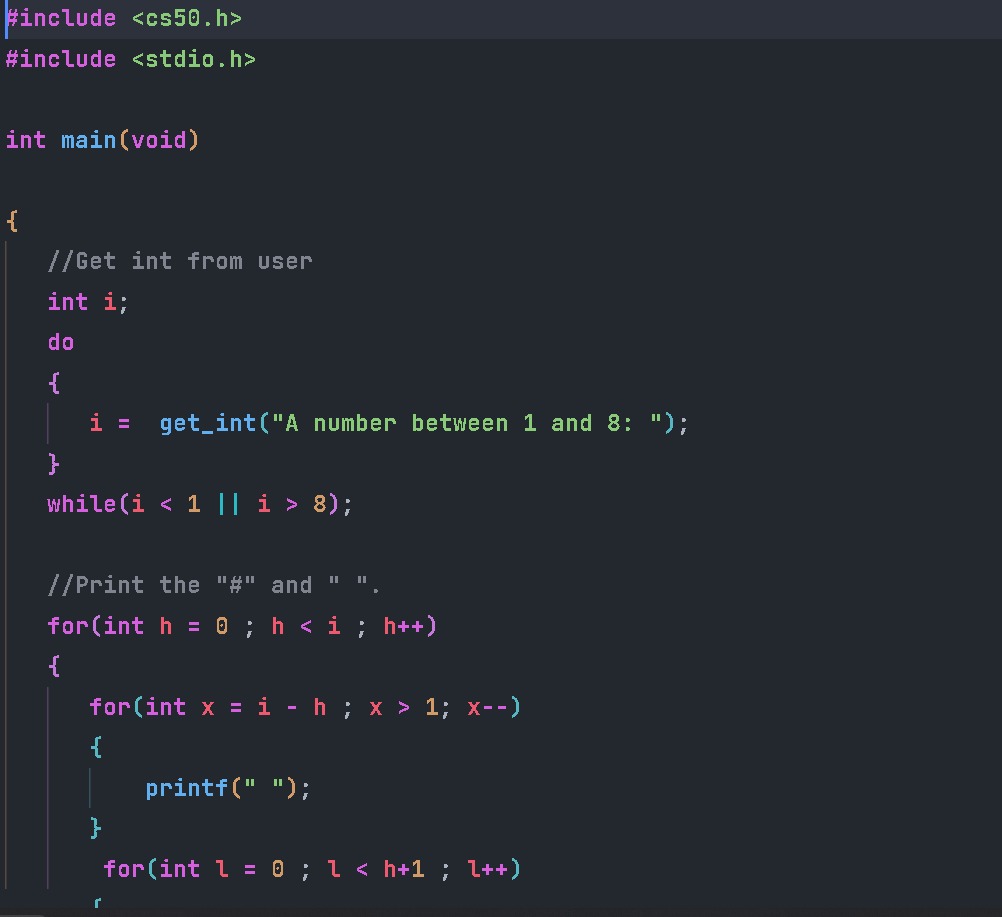 #include <cs50.h>
#include <stdio.h>
int main(void)
{
//Get int from user
int i;
do
{
i =  get_int("A number between 1 and 8: ");
}
while(i < 1 || i > 8);
//Print the "#" and " ".
for(int h = 0 ; h < i ; h++)
{
for(int x = i - h ; x > 1; x--)
{
printf(" ");
}
for(int l = 0 ; l < h+1 ; l++)
{